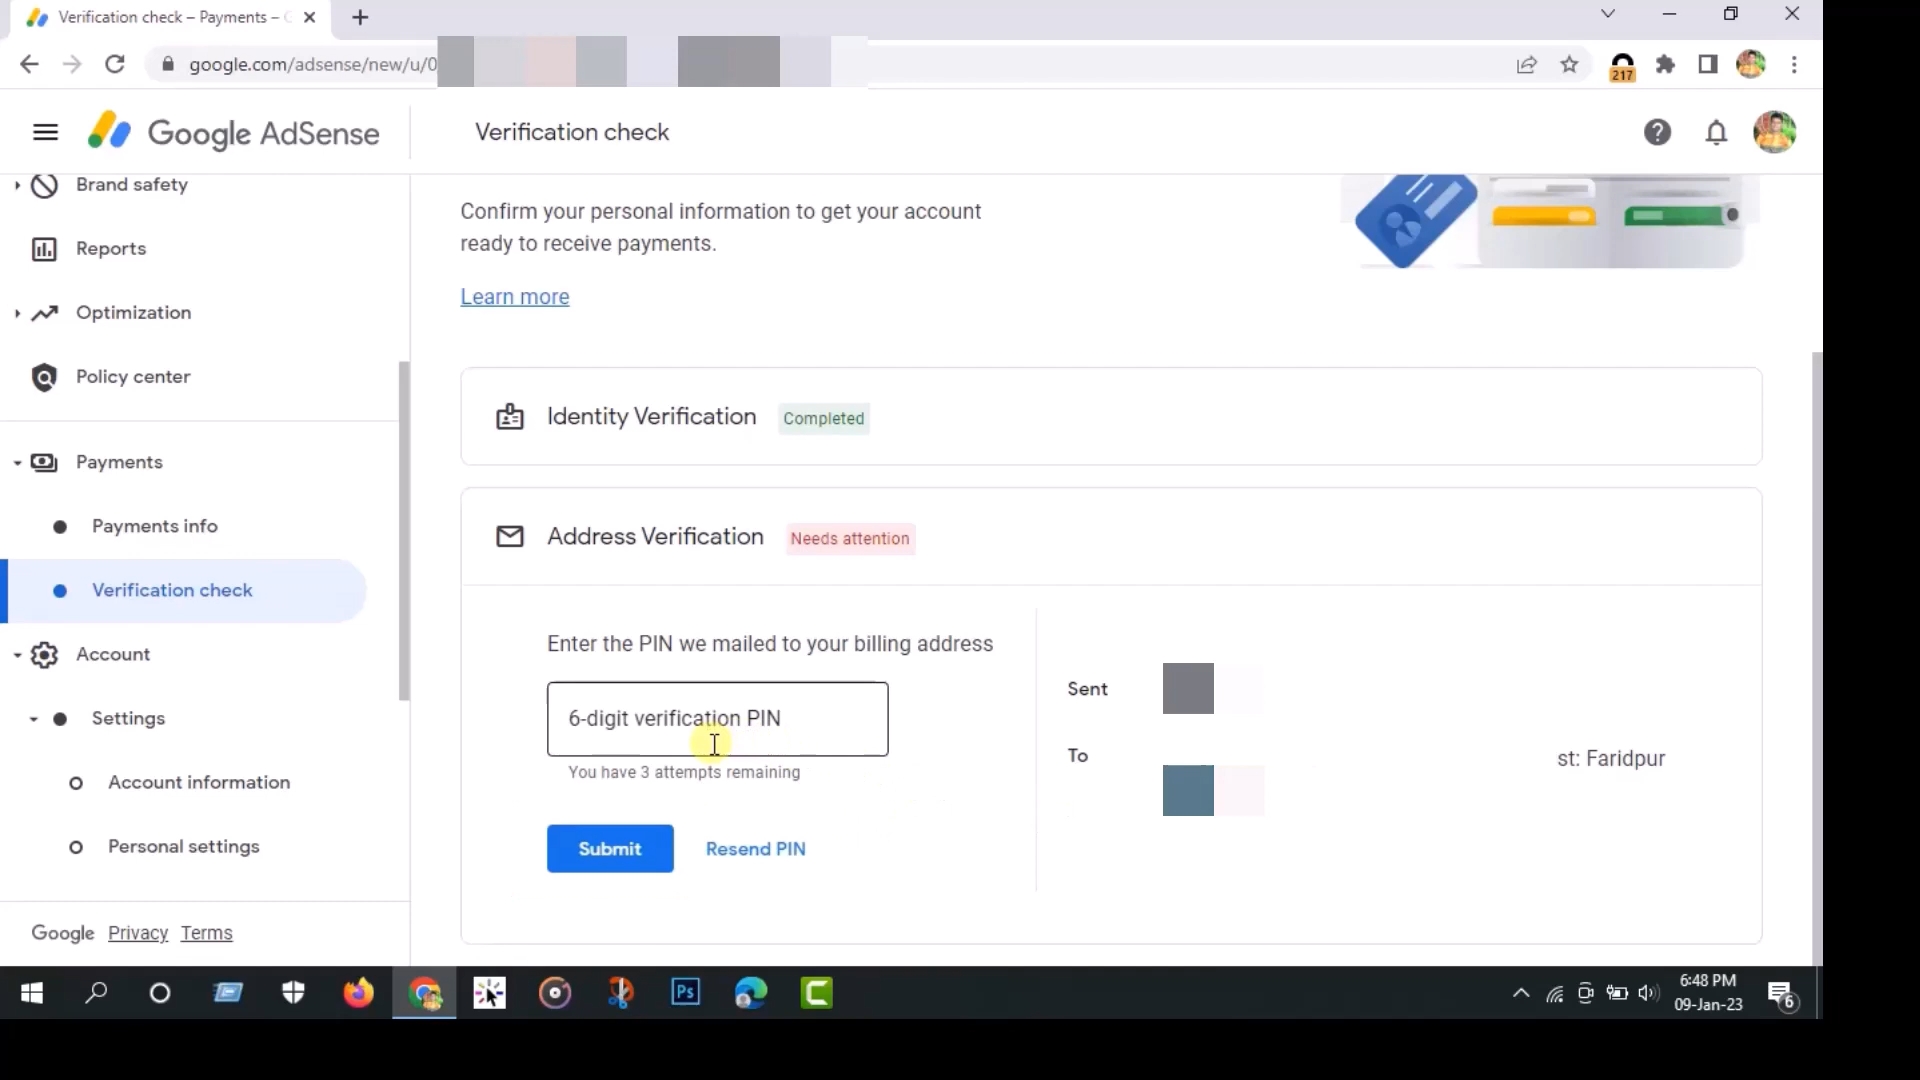 Verification check – Payments –
google.com/adsense/new/u/0
217
Google AdSense
Verification check
Brand safety
Reports
Optimization
Policy center
Payments
Payments info
Verification check
Account
Settings
Account information
Personal settings
Google Privacy Terms
Confirm your personal information to get your account
ready to receive payments.
Learn more
Identity Verification Completed
Address Verification Needs attention
Enter the PIN we mailed to your billing address
6-digit verification PIN
You have 3 attempts remaining
Submit Resend PIN
Sent
To
st: Faridpur
Ps
6:48 PM
09-Jan-23
6